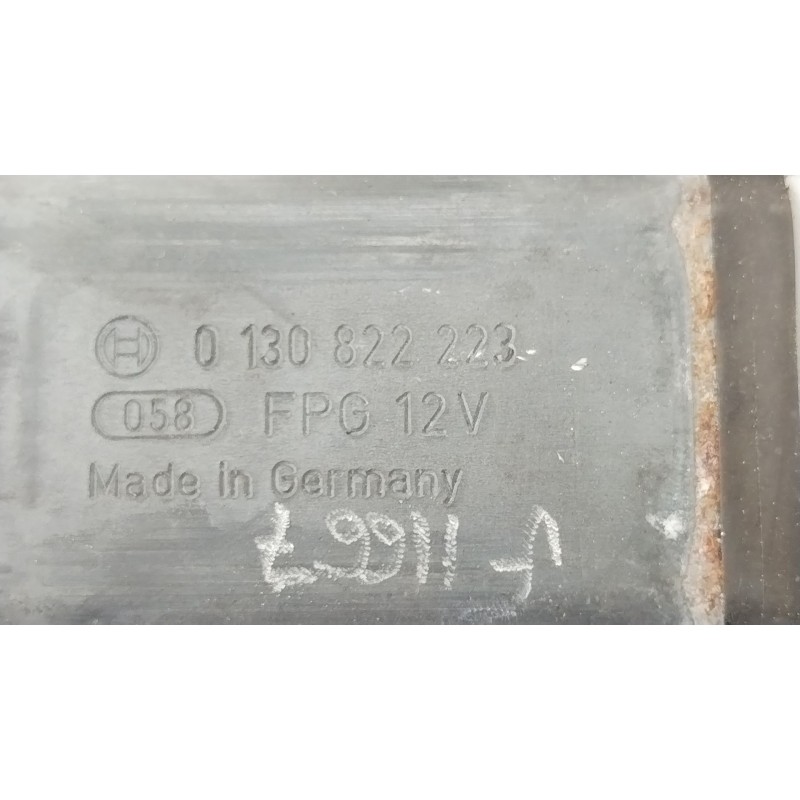 0 130 822 223
058 FPG 12V
Made in Germany